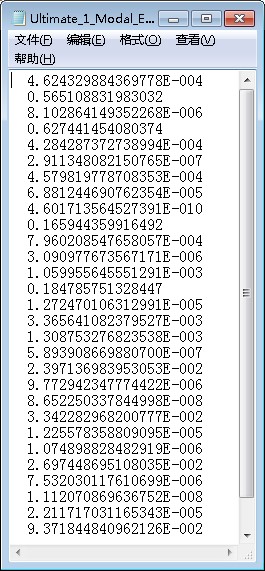 Ultimate_1_Modal_E...
文件(F) 编辑(E) 格式(O) 查看(V)
帮助(H)
4.624329884369778E-004
0.565108831983032
8.102864149352268E-006
0.627441454080374
4.284287372738994E-004
2.911348082150765E-007
4.579819778708353E-004
6.881244690762354E-005
4.601713564527391E-010
0.165944359916492
7.960208547658057E-004
3.090977673567171E-006
1.059955645551291E-003
0.184785751328447
1.272470106312991E-005
3.365641082379527E-003
1.308753276823538E-003
5.893908669880700E-007
2.397136983953053E-002
9.772942347774422E-006
8.652250337844998E-008
3.342282968200777E-002
1.225578358809095E-005
1.074898828482919E-006
2.697448695108035E-002
7.532030117610699E-006
1.112070869636752E-008
2.211717031165343E-005
9.371844840962126E-002